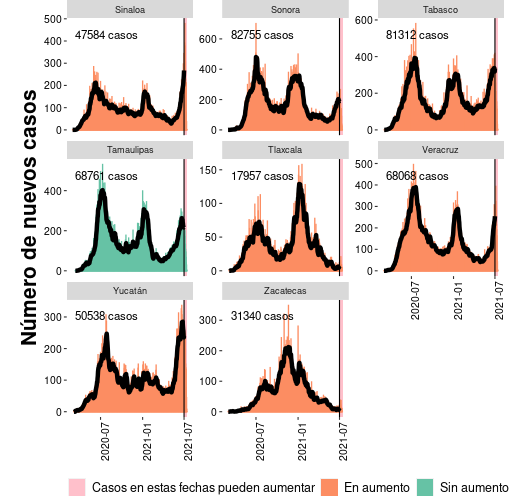 Número de nuevos casos
Sinaloa
47584 casos
500
400
300
200
100
0
Sonora
82755 casos
600
400
200
0
Tabasco
81312 casos
600
400
200
0
Tamaulipas
68761 casos
400
200
0
Tlaxcala
17957 casos
150
100
50
0
Veracruz
68068 casos
500
400
300
200
100
0
2020-07
2021-01
2021-07
Yucatán
50538 casos
300
200
100
0
2020-07
2021-01
2021-07
Zacatecas
31340 casos
300
200
100
0
2020-07
2021-01
2021-07
Casos en estas fechas pueden aumentar
En aumento
Sin aumento